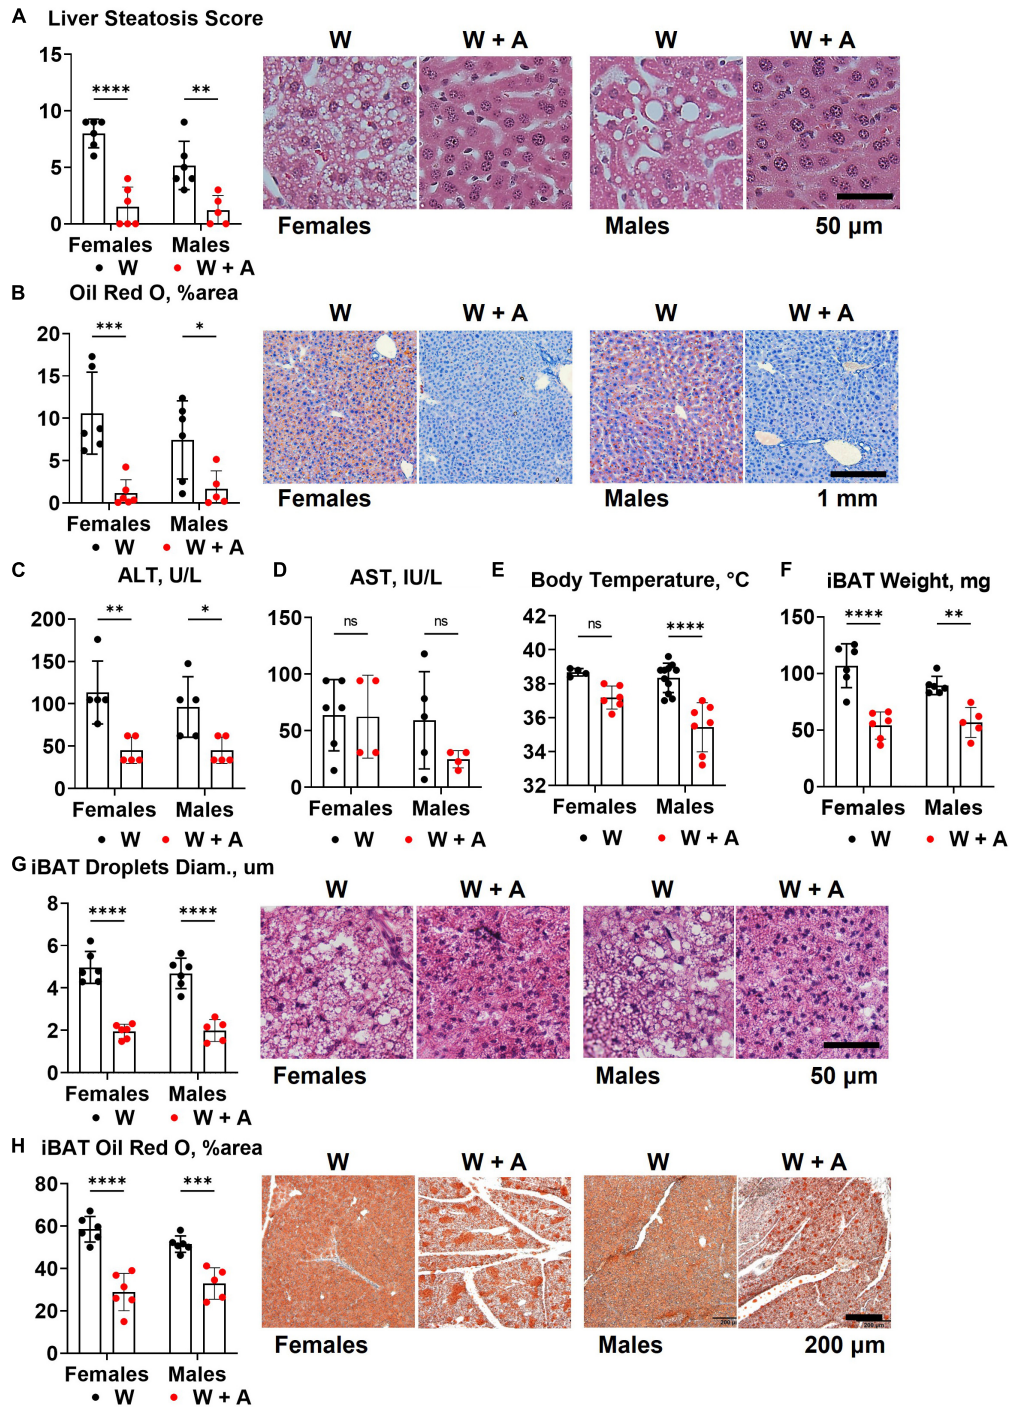 A Liver Steatosis Score
W W + A W W + A
15
10
5
0
**** **
Females Males
W W + A
Females Males 50 µm
B Oil Red O, %area
W W + A W W + A
20
15
10
5
0
*** *
Females Males
W W + A
Females Males 1 mm
C ALT, U/L
200
150
100
50
0
** *
Females Males
W W + A
D AST, IU/L
150
100
50
0
ns ns
Females Males
W W + A
E Body Temperature, °C
42
40
38
36
34
32
ns ****
Females Males
W W + A
F iBAT Weight, mg
150
100
50
0
**** **
Females Males
W W + A
G iBAT Droplets Diam., um
W W + A W W + A
8
6
4
2
0
**** ****
Females Males
W W + A
Females Males 50 µm
H iBAT Oil Red O, %area
W W + A W W + A
80
60
40
20
0
**** ***
Females Males
W W + A
200 µm
Females Males 200 µm